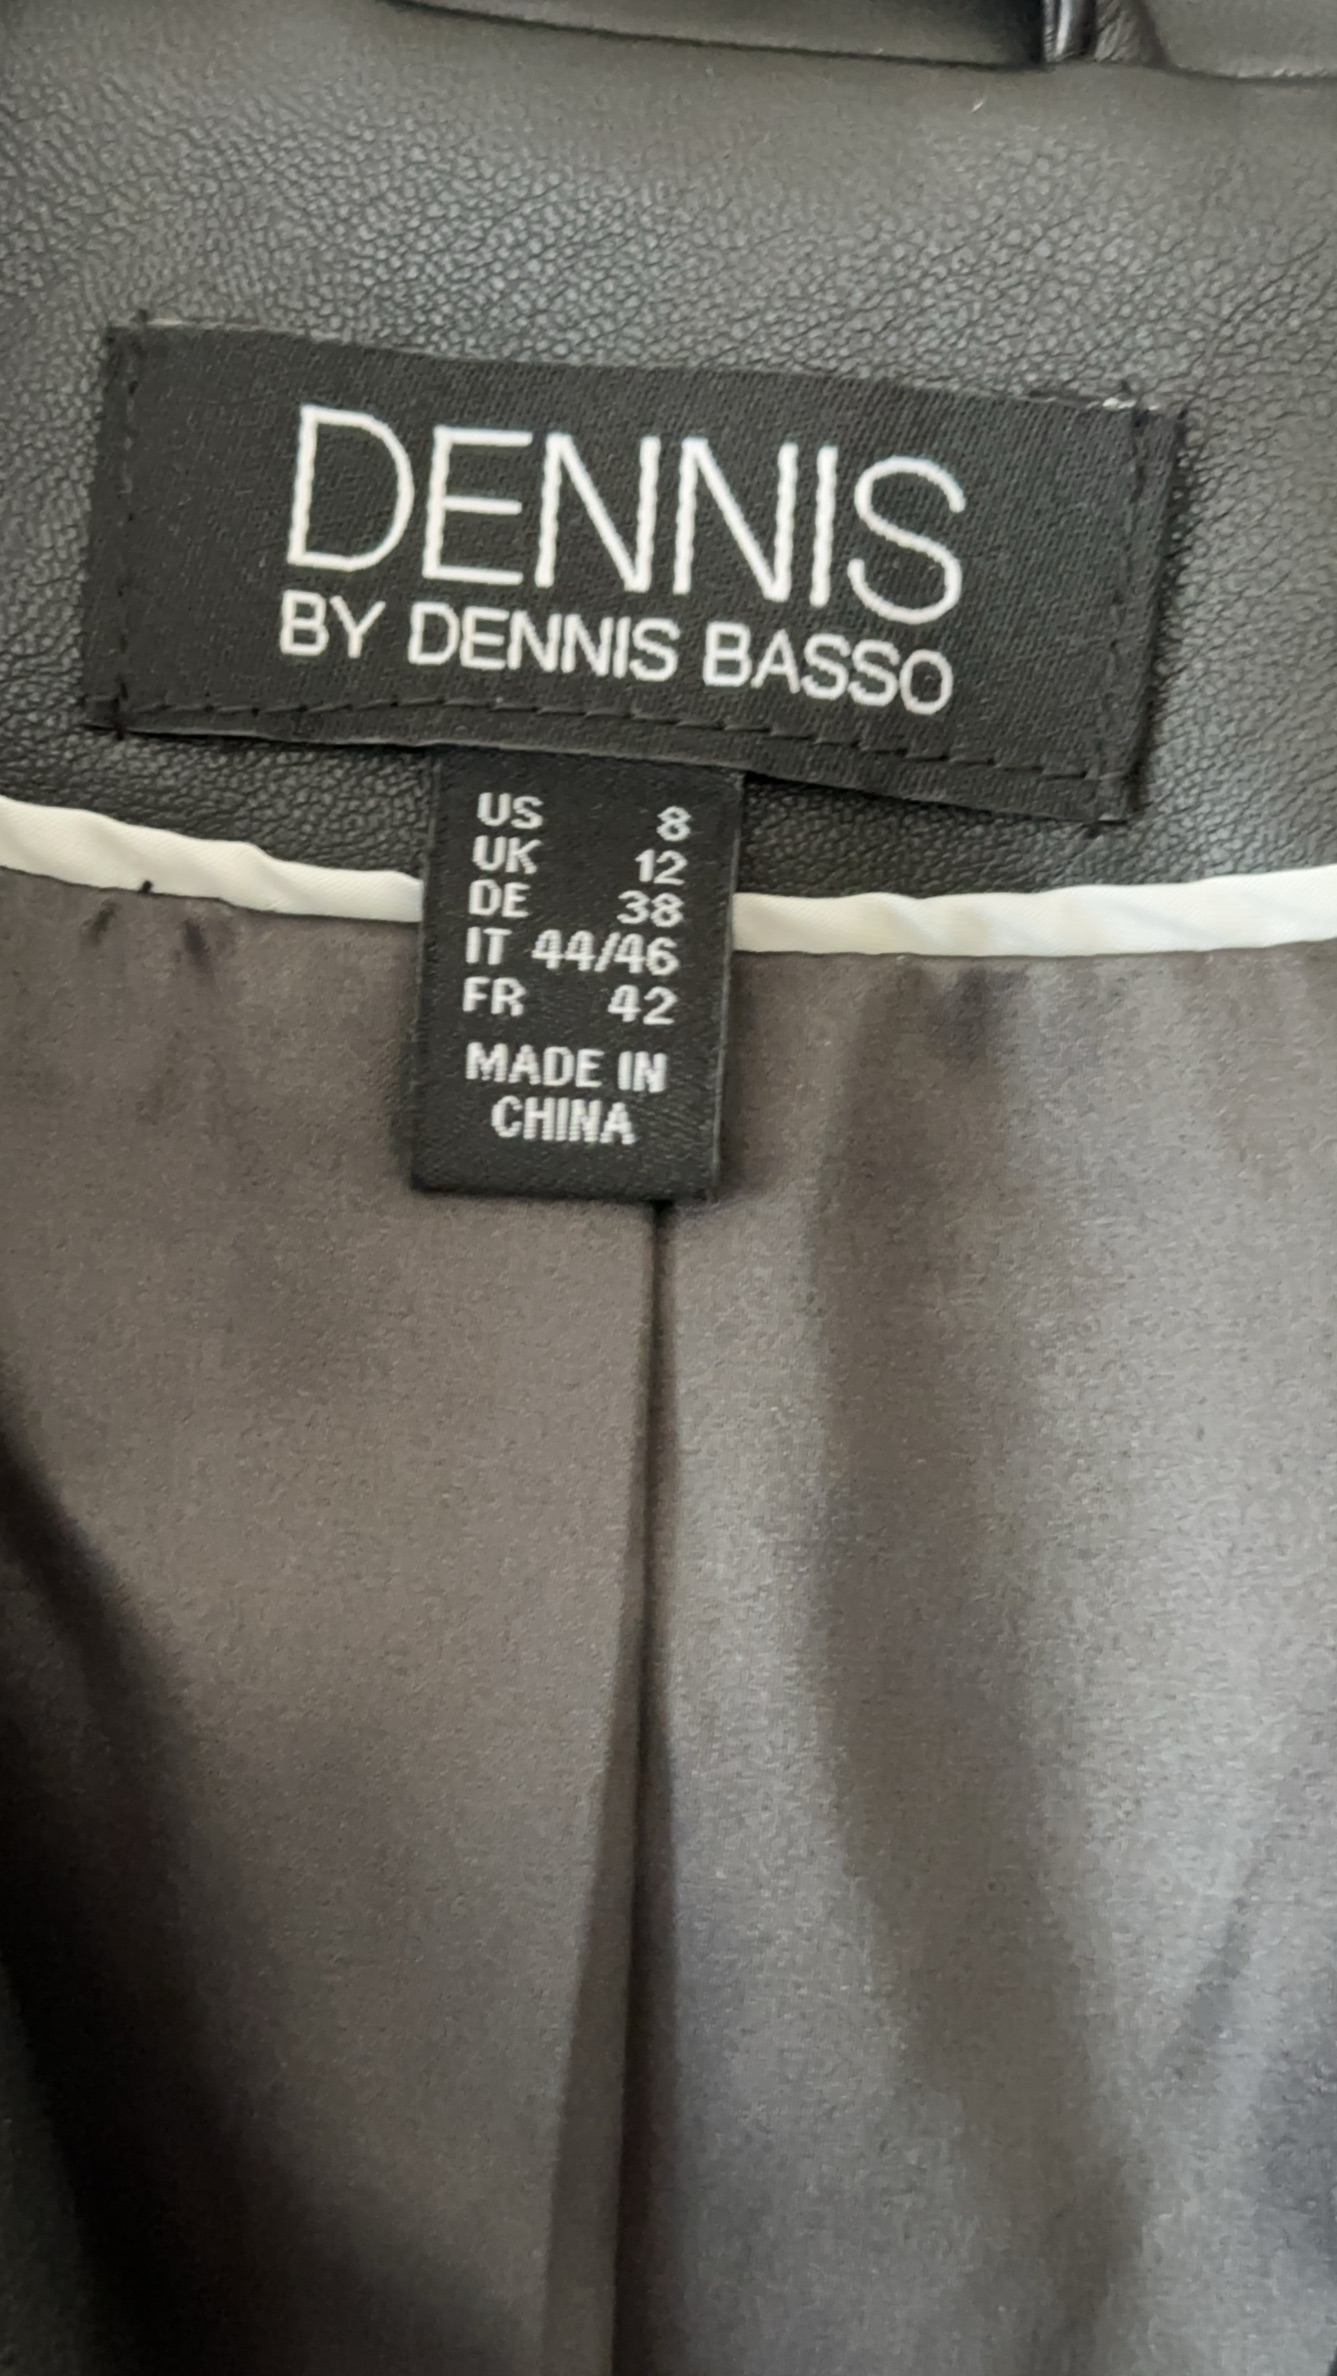 DENNIS
BY DENNIS BASSO
US 8
UK 12
DE 38
IT 44/46
FR 42
MADE IN
CHINA